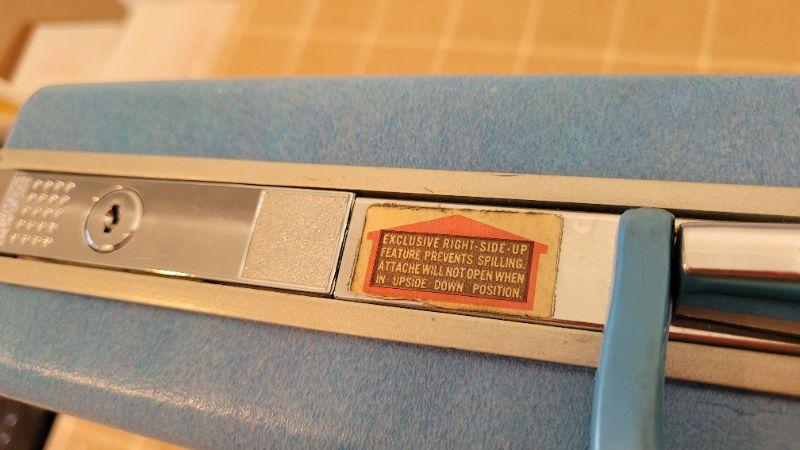 EXCLUSIVE RIGHT-SIDE-UP
FEATURE PREVENTS SPILLING.
ATTACHE WILL NOT OPEN WHEN
IN UPSIDE DOWN POSITION.